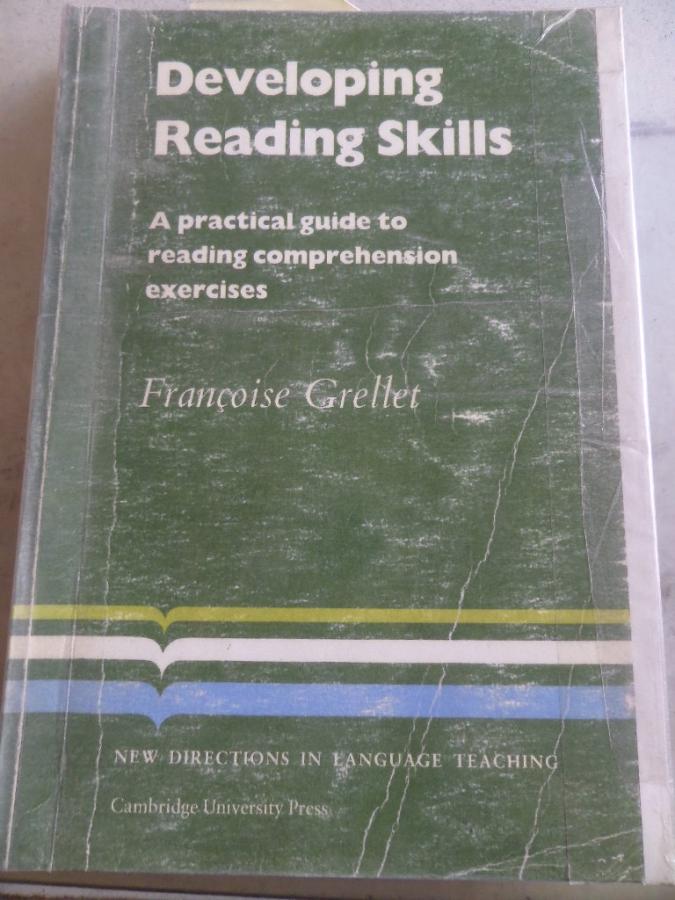 Developing
Reading Skills
A practical guide to
reading comprehension
exercises
Françoise Grellet
NEW DIRECTIONS IN LANGUAGE TEACHING
Cambridge University Press